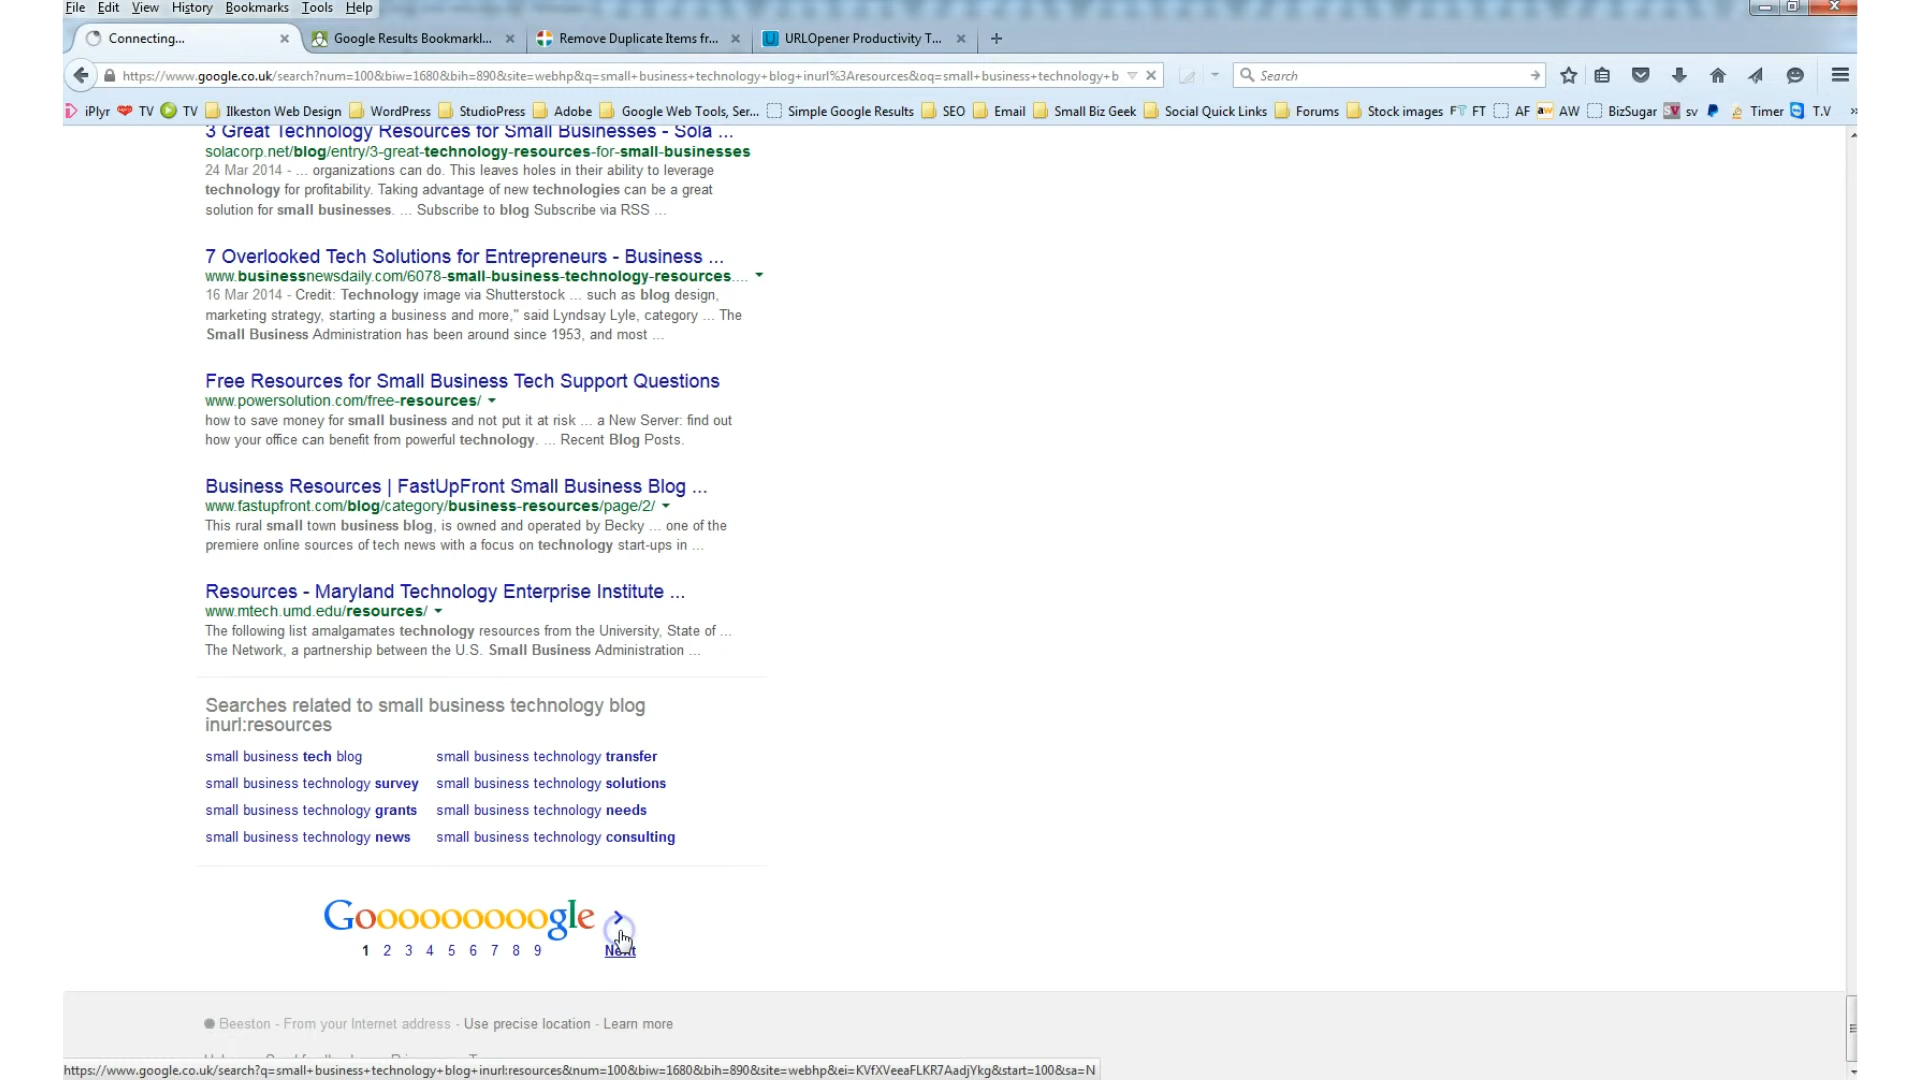 File Edit View History Bookmarks Tools Help
Connecting... Google Results Bookmarkl... Remove Duplicate Items fr... URLOpener Productivity T...
https://www.google.co.uk/search?num=100&biw=1680&bih=890&site=webhp&q=small+business+technology+blog+inurl%3Aresources&oq=small+business+technology+b Search
iPlyr TV TV Ilkeston Web Design WordPress StudioPress Adobe Google Web Tools, Ser... Simple Google Results SEO Email Small Biz Geek Social Quick Links Forums Stock images FT AF AW BizSugar sv Timer T.V
3 Great Technology Resources for Small Businesses - Sola ...
solacorp.net/blog/entry/3-great-technology-resources-for-small-businesses
24 Mar 2014 - ... organizations can do. This leaves holes in their ability to leverage
technology for profitability. Taking advantage of new technologies can be a great
solution for small businesses. ... Subscribe to blog Subscribe via RSS ...
7 Overlooked Tech Solutions for Entrepreneurs - Business ...
www.businessnewsdaily.com/6078-small-business-technology-resources....
16 Mar 2014 - Credit: Technology image via Shutterstock ... such as blog design,
marketing strategy, starting a business and more," said Lyndsay Lyle, category ... The
Small Business Administration has been around since 1953, and most ...
Free Resources for Small Business Tech Support Questions
www.powersolution.com/free-resources/
how to save money for small business and not put it at risk ... a New Server: find out
how your office can benefit from powerful technology. ... Recent Blog Posts.
Business Resources | FastUpFront Small Business Blog ...
www.fastupfront.com/blog/category/business-resources/page/2/
This rural small town business blog, is owned and operated by Becky ... one of the
premiere online sources of tech news with a focus on technology start-ups in ...
Resources - Maryland Technology Enterprise Institute ...
www.mtech.umd.edu/resources/
The following list amalgamates technology resources from the University, State of ...
The Network, a partnership between the U.S. Small Business Administration ...
Searches related to small business technology blog
inurl:resources
small business tech blog small business technology transfer
small business technology survey small business technology solutions
small business technology grants small business technology needs
small business technology news small business technology consulting
Gooooooooogle
1 2 3 4 5 6 7 8 9 Next
Beeston - From your Internet address - Use precise location - Learn more
https://www.google.co.uk/search?q=small+business+technology+blog+inurl:resources&num=100&biw=1680&bih=890&site=webhp&ei=KVfXVeeaFLKR7AadjYkg&start=100&sa=N